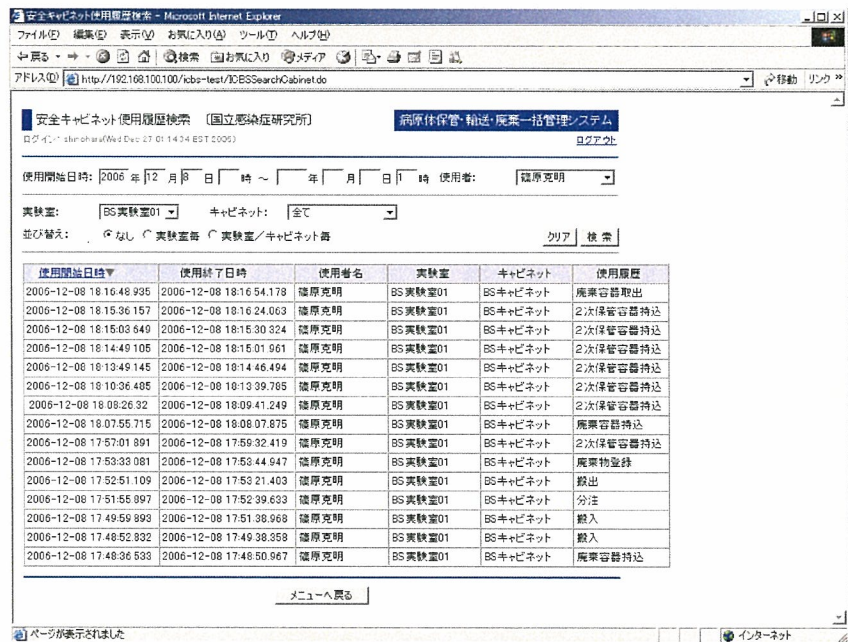 安全キャビネット使用履歴検索 - Microsoft Internet Explorer
ファイル(F) 編集(E) 表示(V) お気に入り(A) ツール(T) ヘルプ(H)
戻る 検索 お気に入り メディア
アドレス(D) http://192.168.100.100/icbs-test/ICBSSearchCabinet.do 移動 リンク »
安全キャビネット使用履歴検索 〔国立感染症研究所〕 病原体保管・輸送・廃棄一括管理システム
ログイン: shinohara(Wed Dec 27 01:14:34 EST 2006) ログアウト
使用開始日時: 2006 年 12 月 8 日 時 ~ 年 月 日 1 時 使用者: 篠原克明
実験室: BS実験室01 キャビネット: 全て
並び替え: なし 実験室毎 実験室/キャビネット毎 クリア 検索
使用開始日時▼ 使用終了日時 使用者名 実験室 キャビネット 使用履歴
2006-12-08 18:16:48.935 2006-12-08 18:16:54.178 篠原克明 BS実験室01 BSキャビネット 廃棄容器取出
2006-12-08 18:15:36.157 2006-12-08 18:16:24.063 篠原克明 BS実験室01 BSキャビネット 2次保管容器持込
2006-12-08 18:15:03.649 2006-12-08 18:15:30.324 篠原克明 BS実験室01 BSキャビネット 2次保管容器持込
2006-12-08 18:14:49.105 2006-12-08 18:15:01.961 篠原克明 BS実験室01 BSキャビネット 2次保管容器持込
2006-12-08 18:13:49.145 2006-12-08 18:14:46.494 篠原克明 BS実験室01 BSキャビネット 2次保管容器持込
2006-12-08 18:10:36.485 2006-12-08 18:13:39.785 篠原克明 BS実験室01 BSキャビネット 2次保管容器持込
2006-12-08 18:08:26.32 2006-12-08 18:09:41.249 篠原克明 BS実験室01 BSキャビネット 2次保管容器持込
2006-12-08 18:07:55.715 2006-12-08 18:08:07.875 篠原克明 BS実験室01 BSキャビネット 廃棄容器持込
2006-12-08 17:57:01.891 2006-12-08 17:59:32.419 篠原克明 BS実験室01 BSキャビネット 2次保管容器持込
2006-12-08 17:53:33.081 2006-12-08 17:53:44.947 篠原克明 BS実験室01 BSキャビネット 廃棄物登録
2006-12-08 17:52:51.109 2006-12-08 17:53:21.403 篠原克明 BS実験室01 BSキャビネット 搬出
2006-12-08 17:51:55.897 2006-12-08 17:52:39.633 篠原克明 BS実験室01 BSキャビネット 分注
2006-12-08 17:49:59.893 2006-12-08 17:51:38.968 篠原克明 BS実験室01 BSキャビネット 搬入
2006-12-08 17:48:52.832 2006-12-08 17:49:38.358 篠原克明 BS実験室01 BSキャビネット 搬入
2006-12-08 17:48:36.533 2006-12-08 17:48:50.967 篠原克明 BS実験室01 BSキャビネット 廃棄容器持込
メニューへ戻る
ページが表示されました インターネット